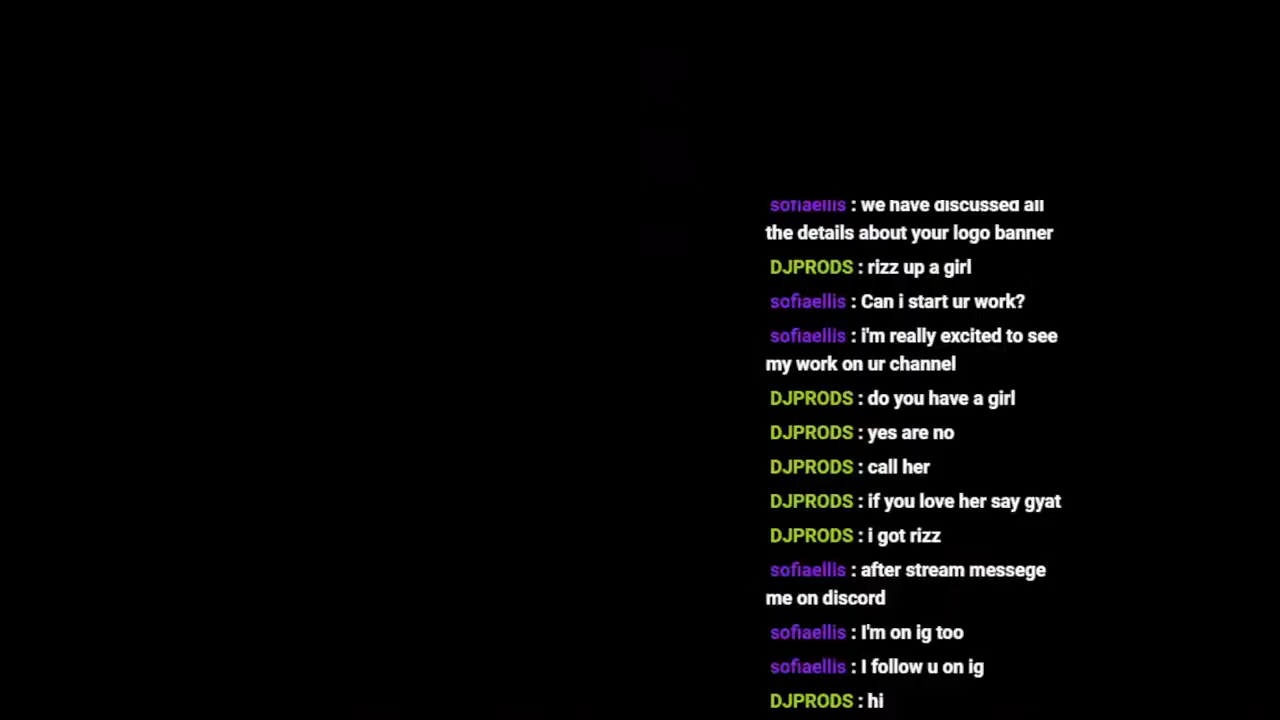 sofiaellis : we have discussed all
the details about your logo banner
DJPRODS : rizz up a girl
sofiaellis : Can i start ur work?
sofiaellis : i'm really excited to see
my work on ur channel
DJPRODS : do you have a girl
DJPRODS : yes are no
DJPRODS : call her
DJPRODS : if you love her say gyat
DJPRODS : i got rizz
sofiaellis : after stream messege
me on discord
sofiaellis : I'm on ig too
sofiaellis : I follow u on ig
DJPRODS : hi